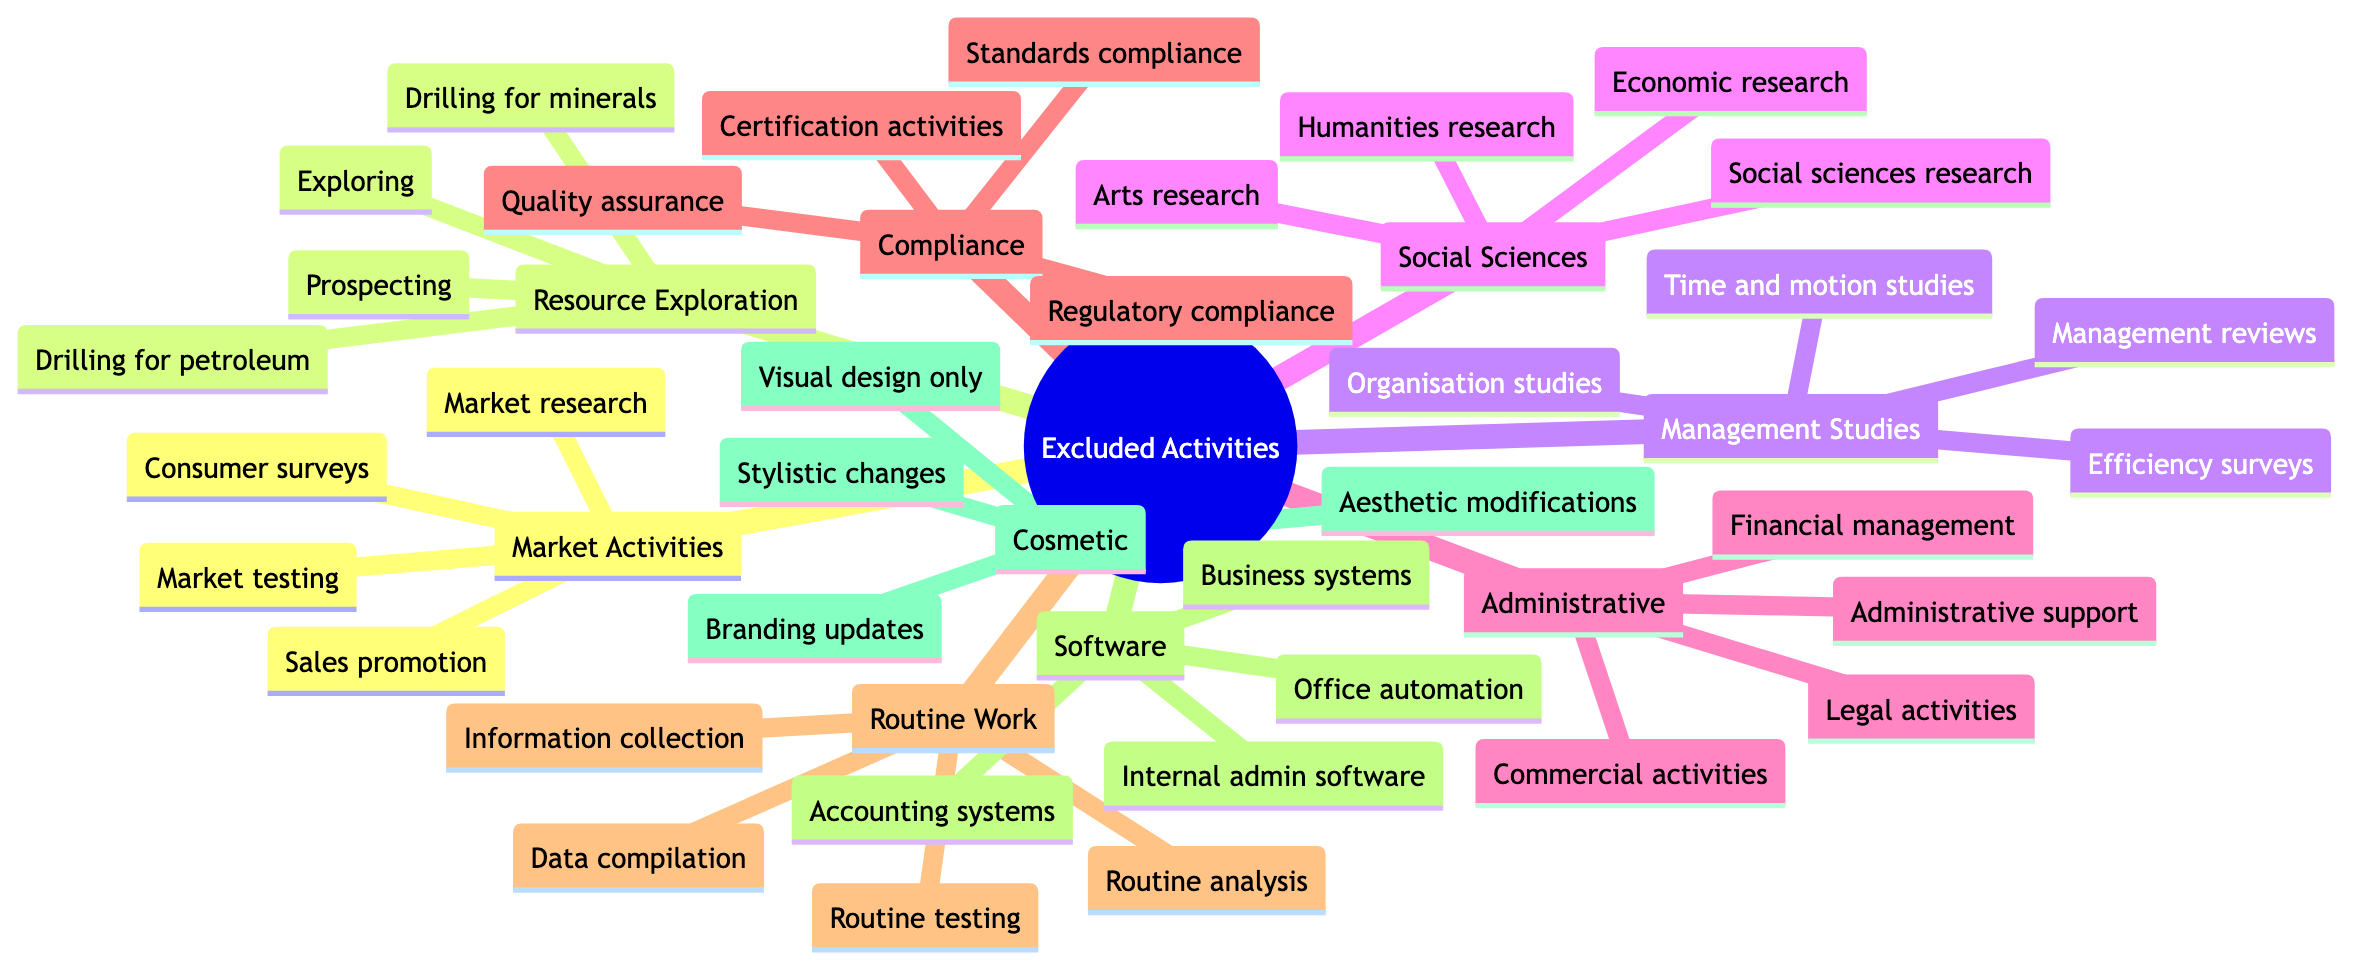 Standards compliance
Economic research
Drilling for minerals
Certification activities
Humanities research
Social sciences research
Exploring
Arts research
Quality assurance
Compliance
Social Sciences
Time and motion studies
Prospecting
Resource Exploration
Regulatory compliance
Management reviews
Drilling for petroleum
Visual design only
Organisation studies
Market research
Management Studies
Excluded Activities
Efficiency surveys
Consumer surveys
Stylistic changes
Aesthetic modifications
Financial management
Cosmetic
Market Activities
Business systems
Market testing
Administrative
Administrative support
Branding updates
Software
Sales promotion
Office automation
Legal activities
Routine Work
Information collection
Commercial activities
Internal admin software
Accounting systems
Data compilation
Routine analysis
Routine testing